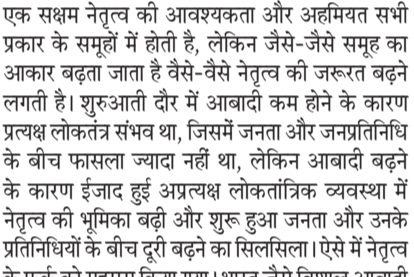 एक सक्षम नेतृत्व की आवश्यकता और अहमियत सभी
प्रकार के समूहों में होती है, लेकिन जैसे-जैसे समूह का
आकार बढ़ता जाता है वैसे-वैसे नेतृत्व की जरूरत बढ़ने
लगती है। शुरुआती दौर में आबादी कम होने के कारण
प्रत्यक्ष लोकतंत्र संभव था, जिसमें जनता और जनप्रतिनिधि
के बीच फासला ज्यादा नहीं था, लेकिन आबादी बढ़ने
के कारण ईजाद हुई अप्रत्यक्ष लोकतांत्रिक व्यवस्था में
नेतृत्व की भूमिका बढ़ी और शुरू हुआ जनता और उनके
प्रतिनिधियों के बीच दूरी बढ़ने का सिलसिला। ऐसे में नेतृत्व